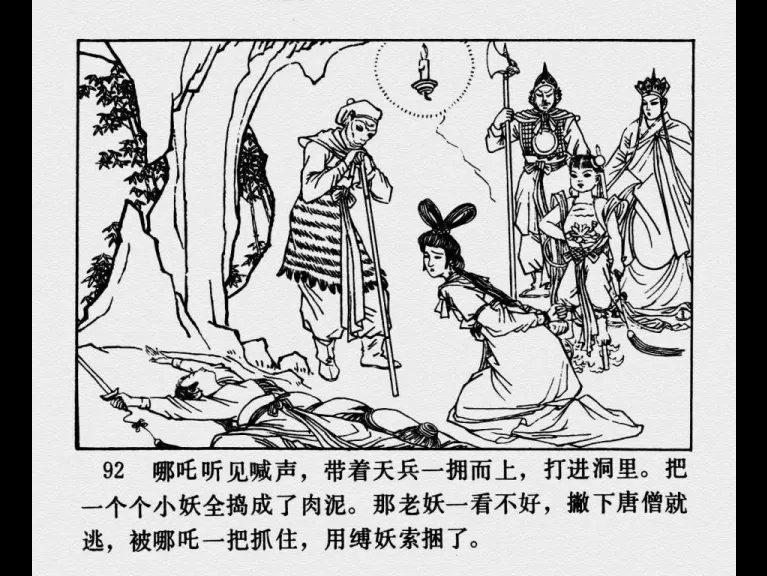 92 哪吒听见喊声，带着天兵一拥而上，打进洞里。把
一个个小妖全捣成了肉泥。那老妖一看不好，撇下唐僧就
逃，被哪吒一把抓住，用缚妖索捆了。